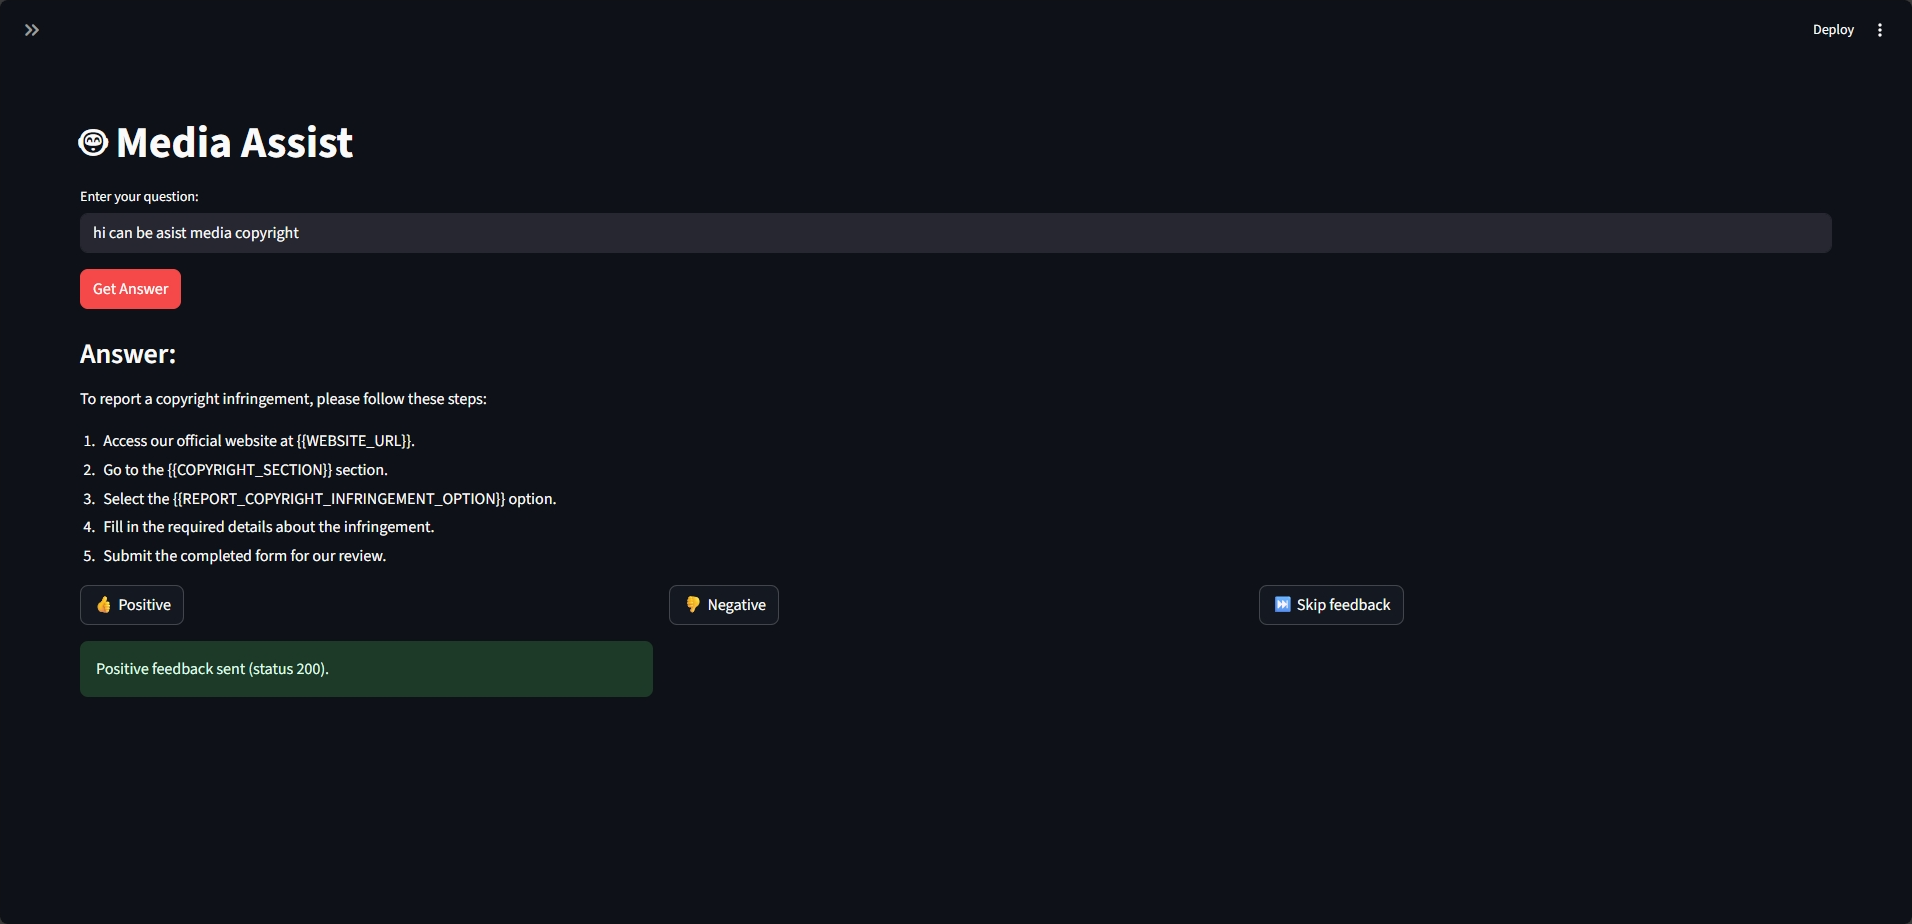 Deploy
Media Assist
Enter your question:
hi can be asist media copyright
Get Answer
Answer:
To report a copyright infringement, please follow these steps:
1. Access our official website at {{WEBSITE_URL}}.
2. Go to the {{COPYRIGHT_SECTION}} section.
3. Select the {{REPORT_COPYRIGHT_INFRINGEMENT_OPTION}} option.
4. Fill in the required details about the infringement.
5. Submit the completed form for our review.
👍 Positive
👎 Negative
⏭️ Skip feedback
Positive feedback sent (status 200).